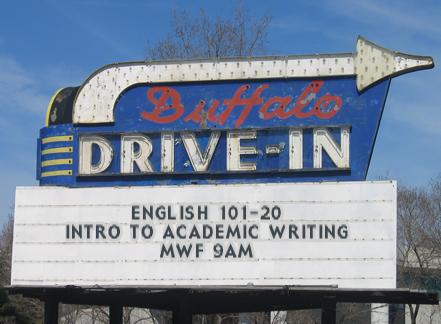 Buffalo
DRIVE-IN
ENGLISH 101-20
INTRO TO ACADEMIC WRITING
MWF 9AM